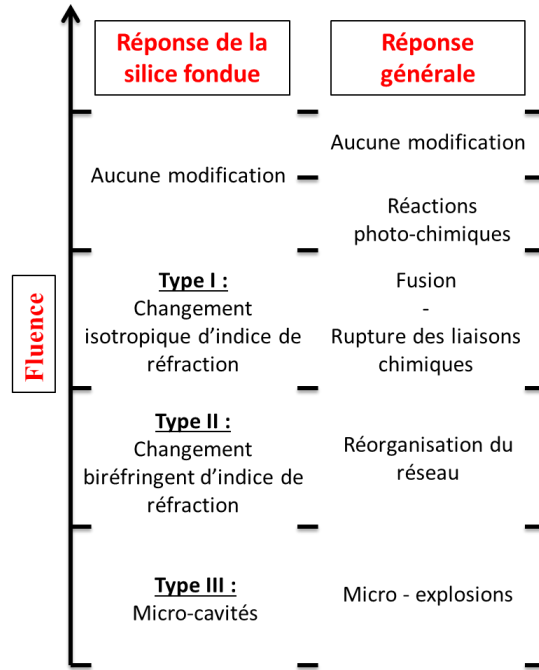 Réponse de la
silice fondue
Réponse
générale
Aucune modification
Aucune modification
Réactions
photo-chimiques
Fluence
Type I :
Changement
isotropique d'indice de
réfraction
Fusion
-
Rupture des liaisons
chimiques
Type II :
Changement
biréfringent d'indice de
réfraction
Réorganisation du
réseau
Type III :
Micro-cavités
Micro - explosions